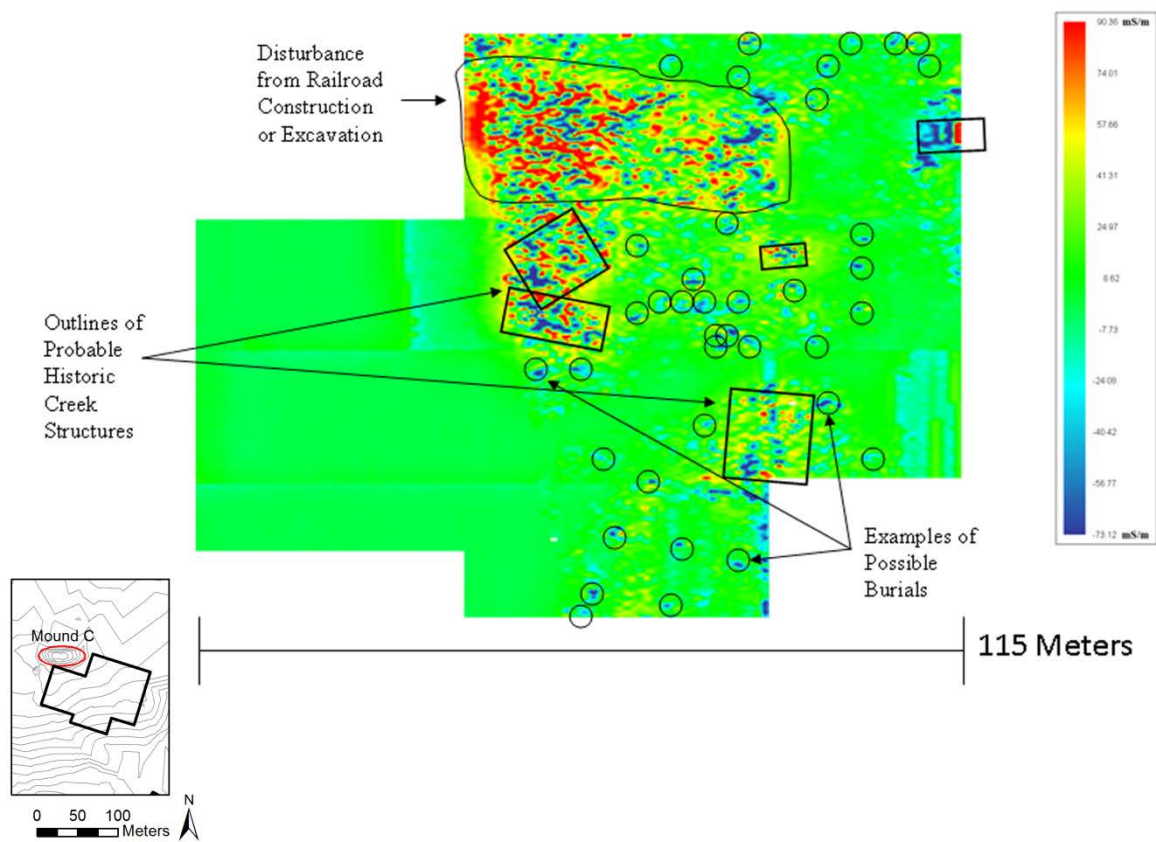 Disturbance
from Railroad
Construction
or Excavation
90.36 mS/m
74.01
57.66
41.31
24.97
8.62
-7.73
-24.08
-40.42
-56.77
-73.12 mS/m
Outlines of
Probable
Historic
Creek
Structures
Examples of
Possible
Burials
115 Meters
Mound C
N
0 50 100
Meters